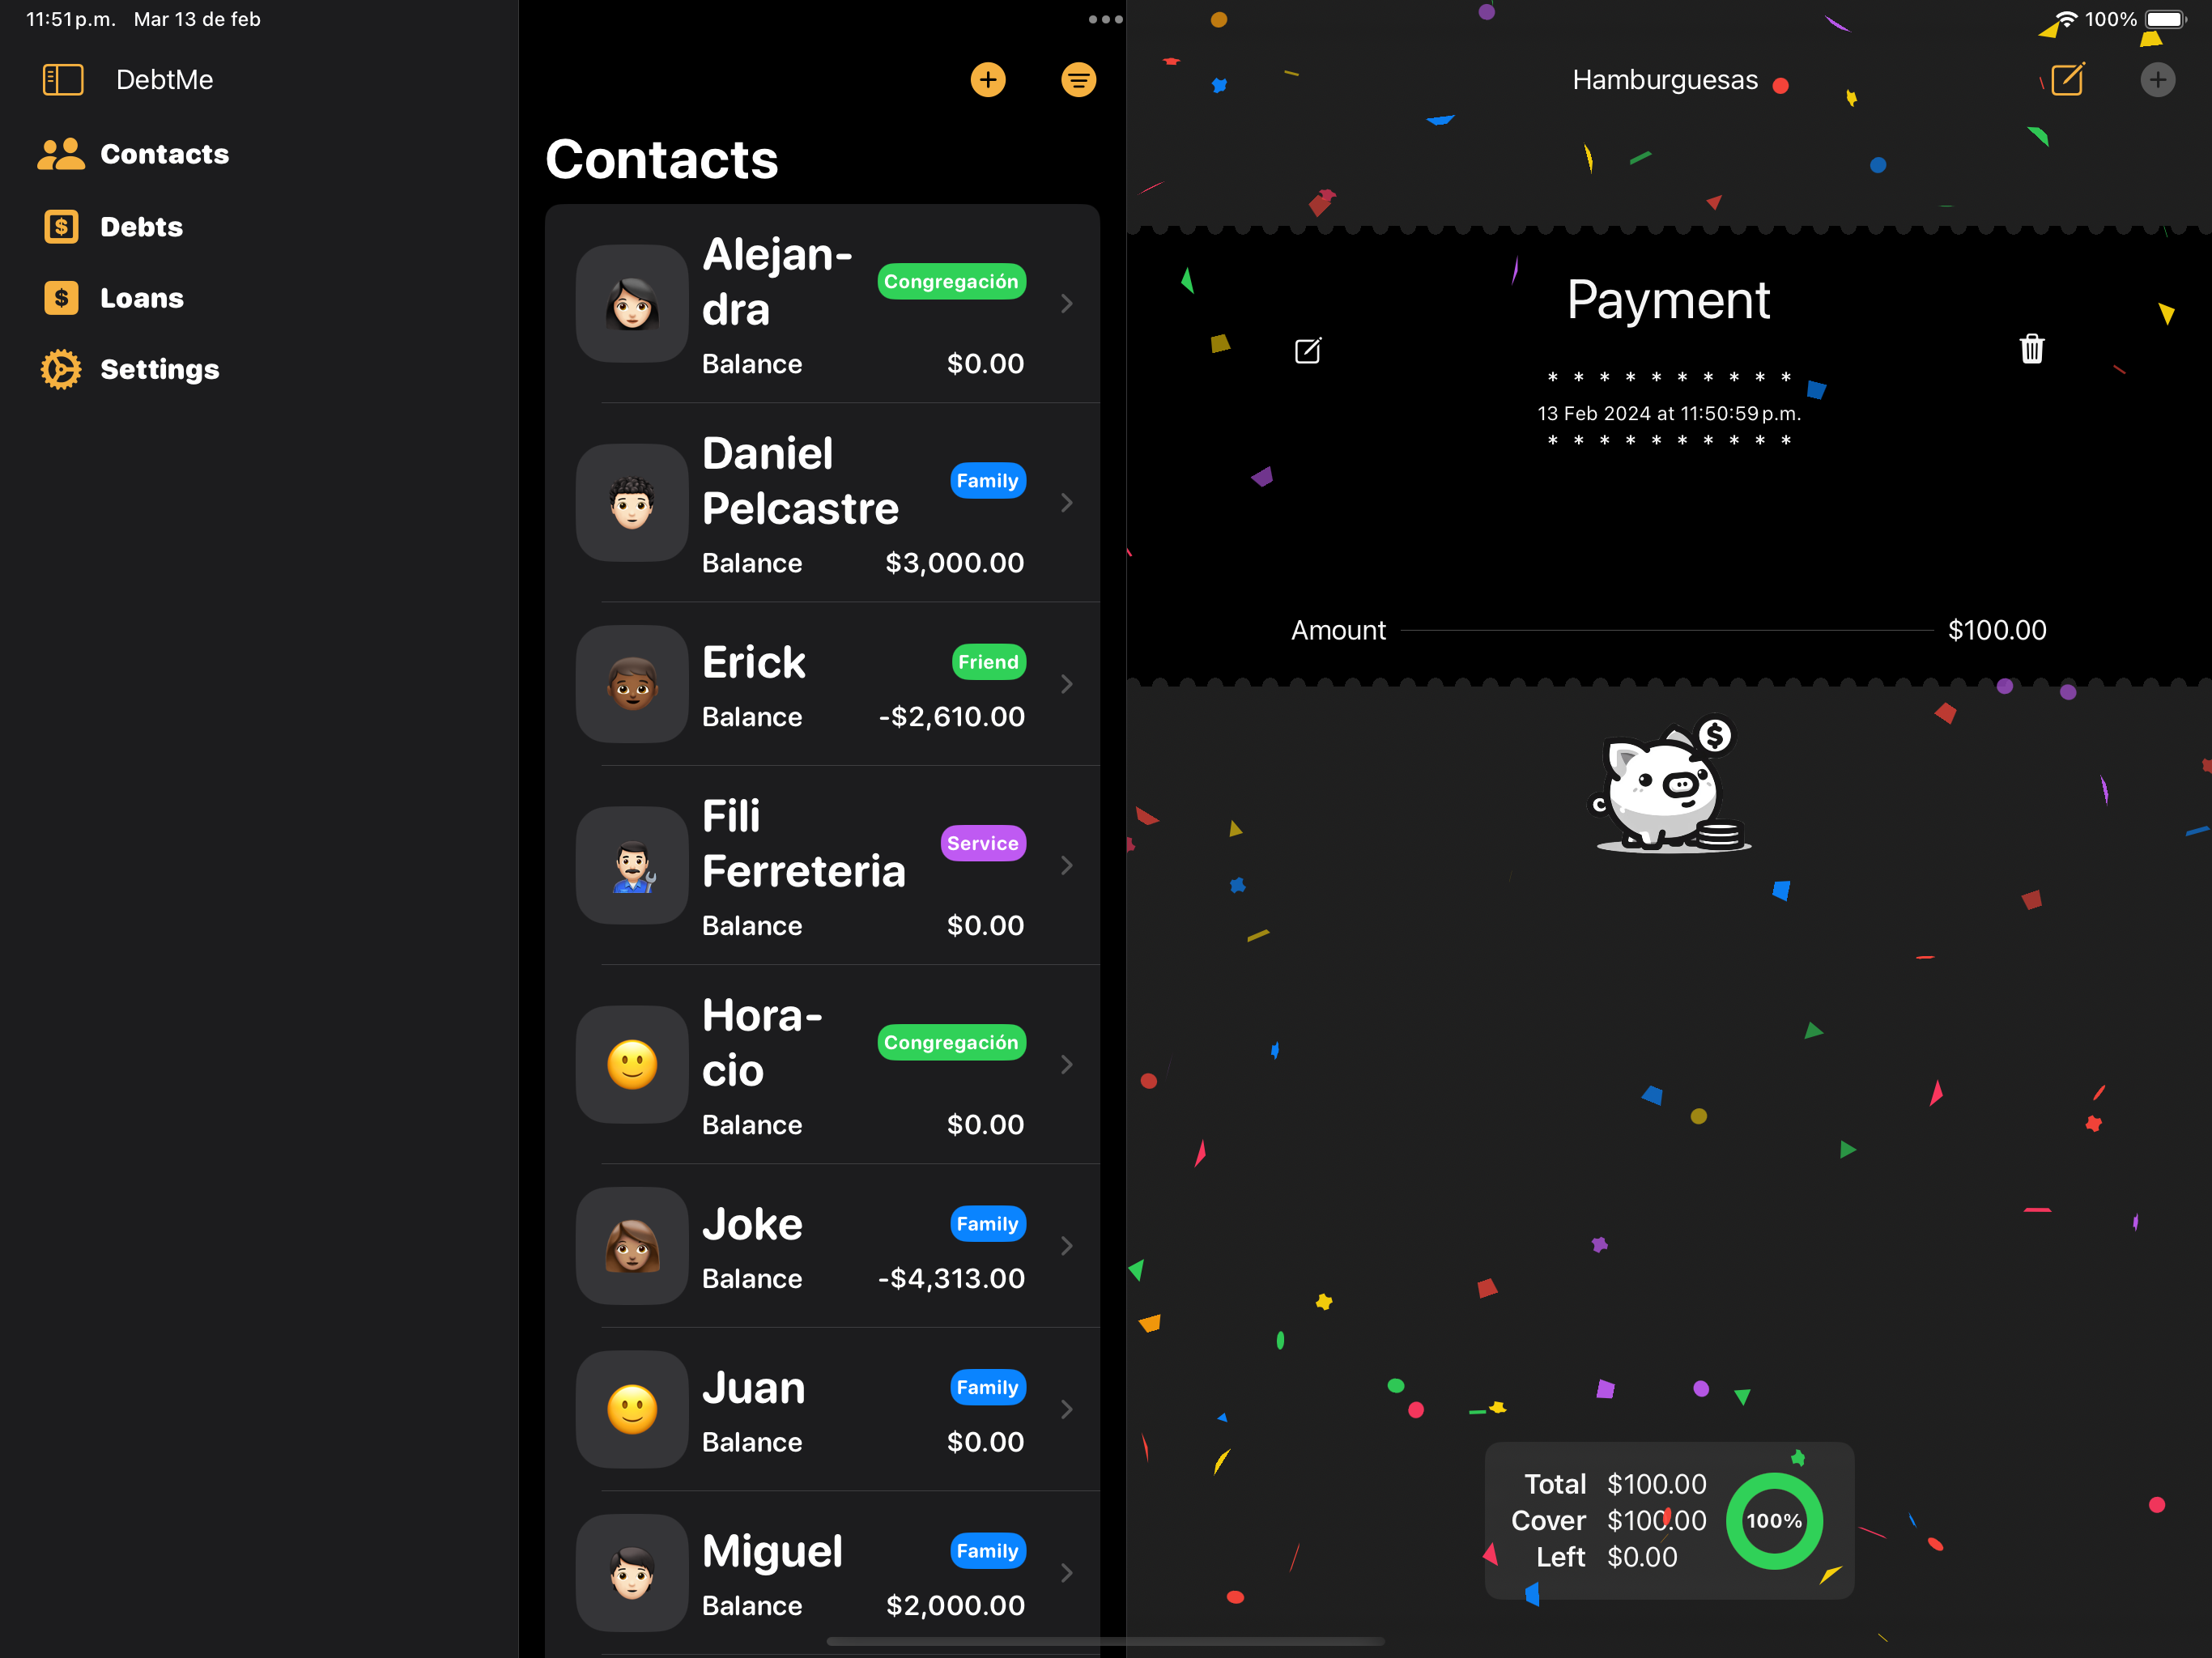 11:51 p.m. Mar 13 de feb
100%
DebtMe
Contacts
Debts
Loans
Settings
Contacts
Alejan-
dra
Congregación
Balance $0.00
Daniel
Pelcastre
Family
Balance $3,000.00
Erick
Friend
Balance -$2,610.00
Fili
Ferreteria
Service
Balance $0.00
Hora-
cio
Congregación
Balance $0.00
Joke
Family
Balance -$4,313.00
Juan
Family
Balance $0.00
Miguel
Family
Balance $2,000.00
Hamburguesas
Payment
* * * * * * * * * *
13 Feb 2024 at 11:50:59 p.m.
* * * * * * * * * *
Amount $100.00
$
Total $100.00
Cover $100.00
Left $0.00
100%